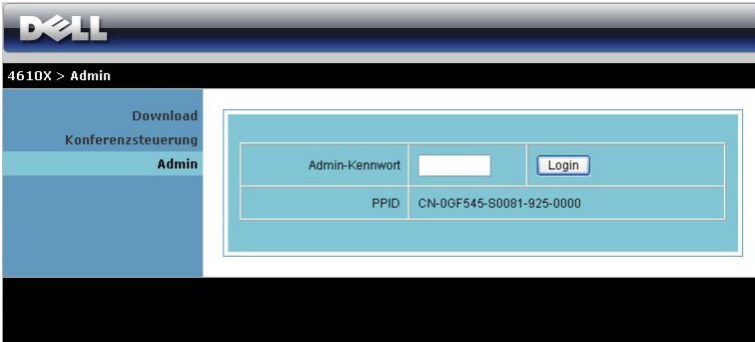 DELL
4610X > Admin
Download
Konferenzsteuerung
Admin
Admin-Kennwort Login
PPID CN-0GF545-S0081-925-0000